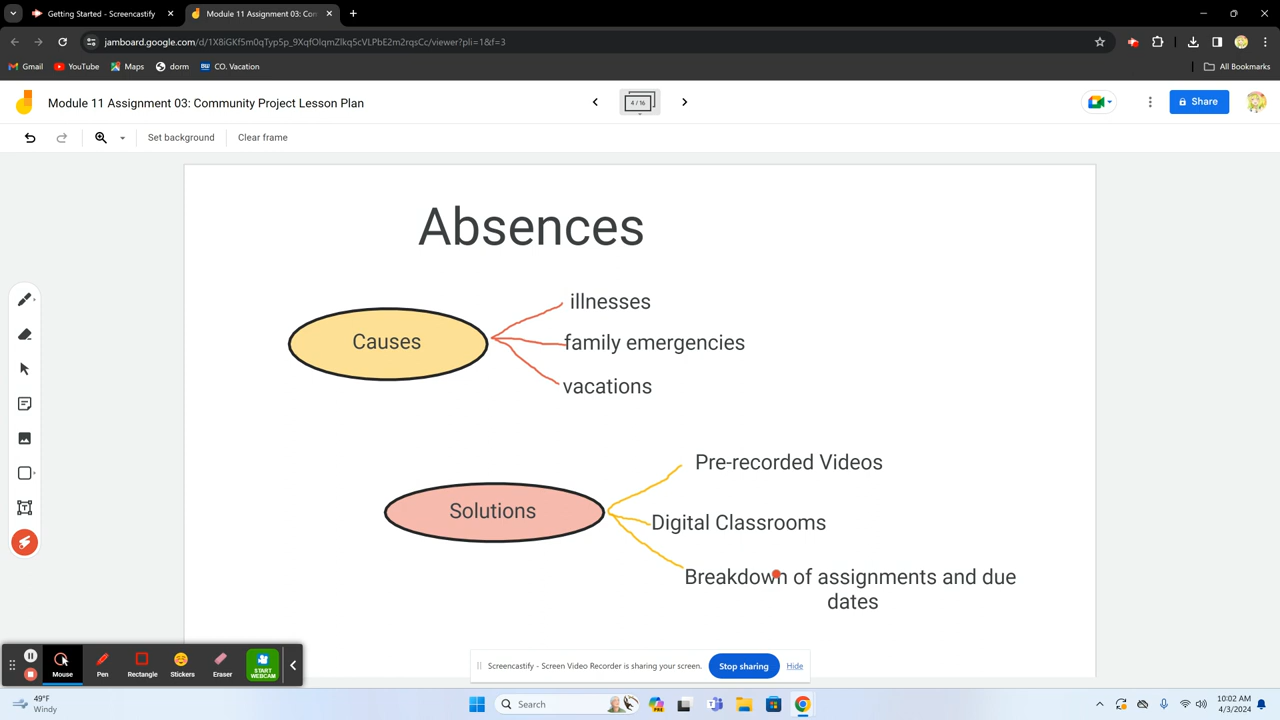 Getting Started - Screencastify
Module 11 Assignment 03: Com
jamboard.google.com/d/1X8iGKf5m0qTyp5p_9XqfOlqmZlkq5cVLPbE2m2rqsCc/viewer?pli=1&f=3
Gmail YouTube Maps dorm CO. Vacation All Bookmarks
Module 11 Assignment 03: Community Project Lesson Plan
4 / 16
Share
Set background Clear frame
Absences
Causes
illnesses
family emergencies
vacations
Solutions
Pre-recorded Videos
Digital Classrooms
Breakdown of assignments and due
dates
Mouse Pen Rectangle Stickers Eraser START
WEBCAM
Screencastify - Screen Video Recorder is sharing your screen. Stop sharing Hide
49°F
Windy
Search
10:02 AM
4/3/2024